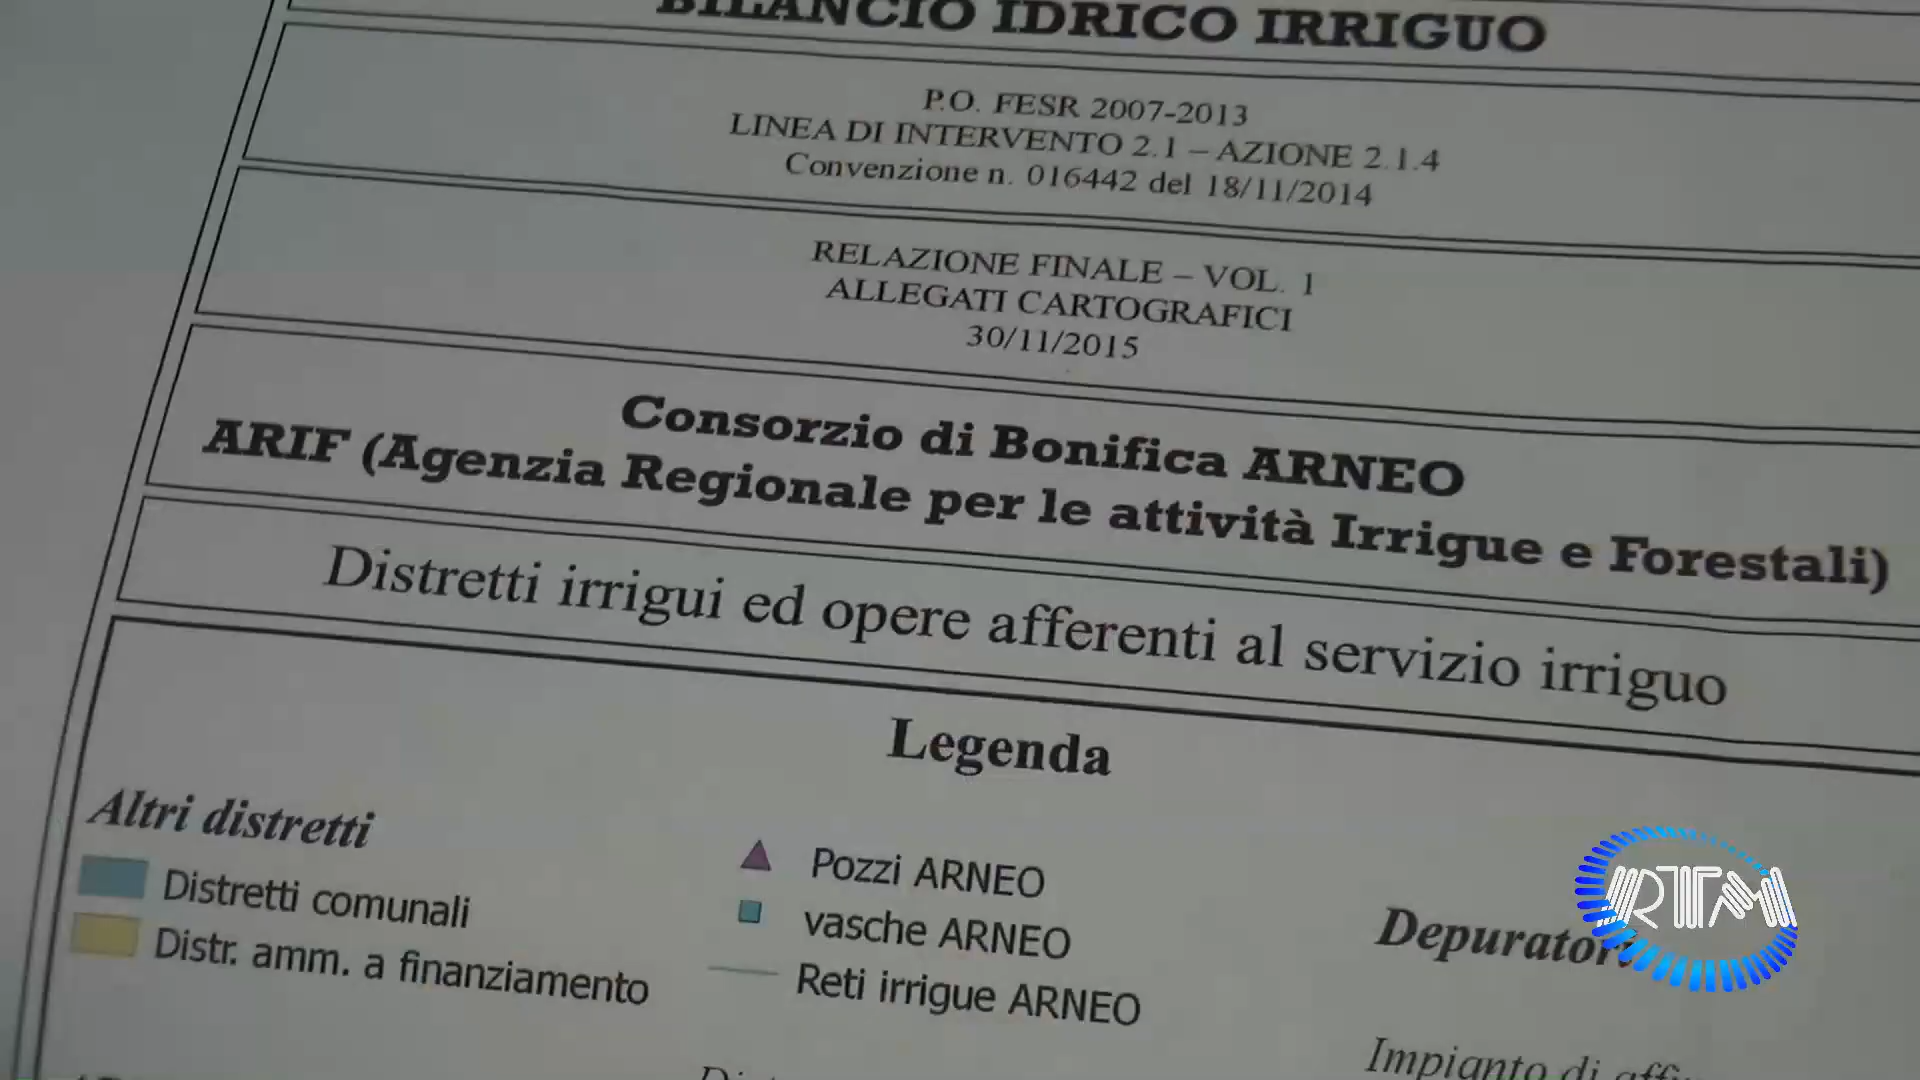 BILANCIO IDRICO IRRIGUO
P.O. FESR 2007-2013
LINEA DI INTERVENTO 2.1 – AZIONE 2.1.4
Convenzione n. 016442 del 18/11/2014
RELAZIONE FINALE – VOL. 1
ALLEGATI CARTOGRAFICI
30/11/2015
Consorzio di Bonifica ARNEO
ARIF (Agenzia Regionale per le attività Irrigue e Forestali)
Distretti irrigui ed opere afferenti al servizio irriguo
Legenda
Altri distretti
Distretti comunali
Distr. amm. a finanziamento
Pozzi ARNEO
vasche ARNEO
Reti irrigue ARNEO
Depuratori
Impianto di
RTM